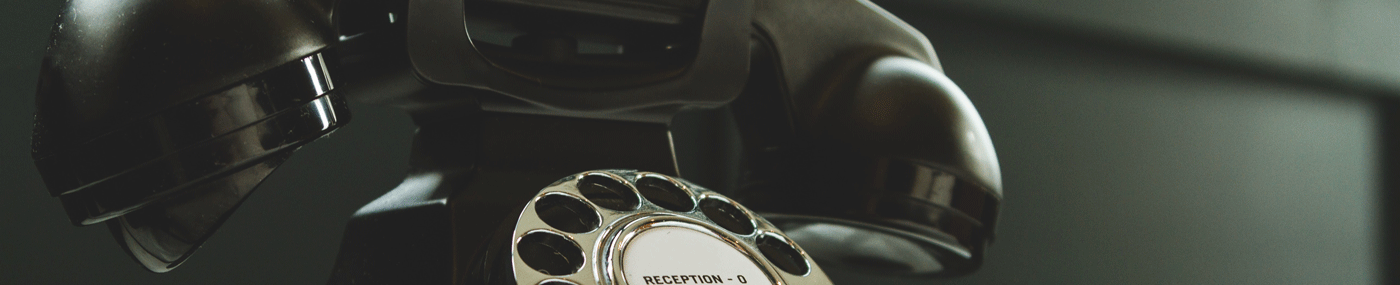 RECEPTION - 0